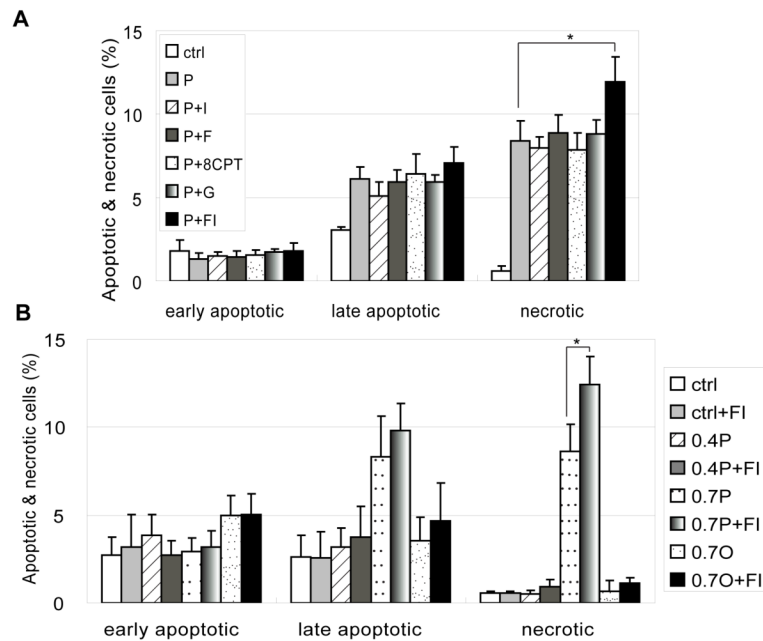 A
Apoptotic & necrotic cells (%)
15
10
5
0
ctrl
P
P+I
P+F
P+8CPT
P+G
P+FI
*
early apoptotic
late apoptotic
necrotic
B
Apoptotic & necrotic cells (%)
15
10
5
0
*
early apoptotic
late apoptotic
necrotic
ctrl
ctrl+FI
0.4P
0.4P+FI
0.7P
0.7P+FI
0.7O
0.7O+FI